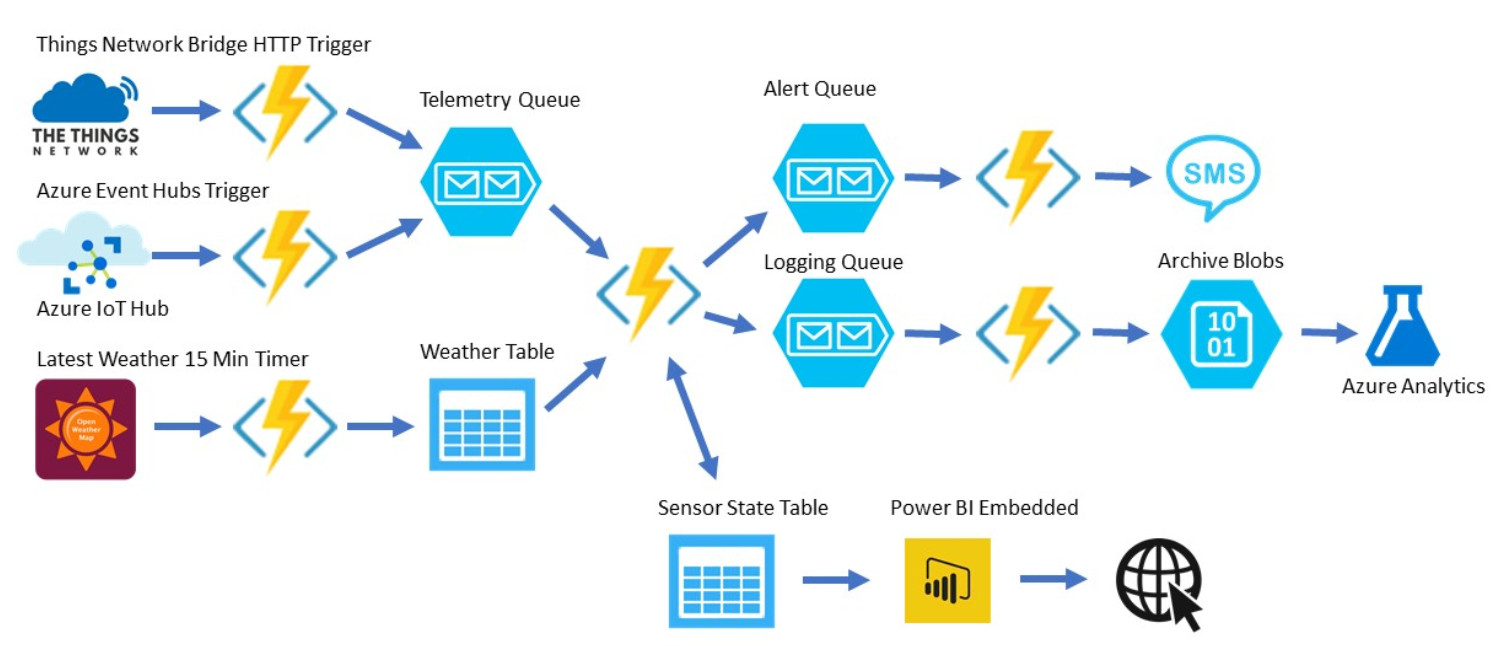 Things Network Bridge HTTP Trigger
THE THINGS
NETWORK
Telemetry Queue
Alert Queue
SMS
Azure Event Hubs Trigger
Azure IoT Hub
Logging Queue
Archive Blobs
10
01
Azure Analytics
Latest Weather 15 Min Timer
Open
Weather
Map
Weather Table
Sensor State Table
Power BI Embedded